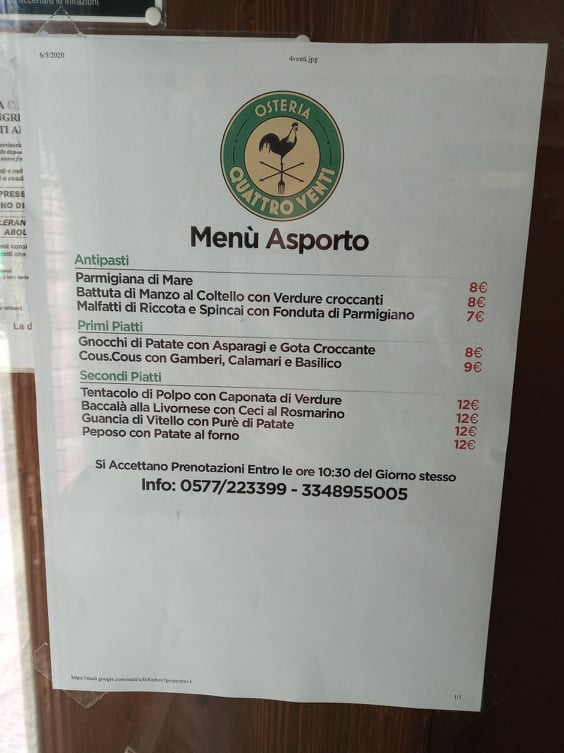 ed accertare le infrazioni
6/5/2020
4venti.jpg
OSTERIA
QUATTRO VENTI
Menù Asporto
Antipasti
Parmigiana di Mare 8€
Battuta di Manzo al Coltello con Verdure croccanti 8€
Malfatti di Riccota e Spincai con Fonduta di Parmigiano 7€
Primi Piatti
Gnocchi di Patate con Asparagi e Gota Croccante 8€
Cous.Cous con Gamberi, Calamari e Basilico 9€
Secondi Piatti
Tentacolo di Polpo con Caponata di Verdure 12€
Baccalà alla Livornese con Ceci al Rosmarino 12€
Guancia di Vitello con Purè di Patate 12€
Peposo con Patate al forno 12€
Si Accettano Prenotazioni Entro le ore 10:30 del Giorno stesso
Info: 0577/223399 - 3348955005
1/1
La d